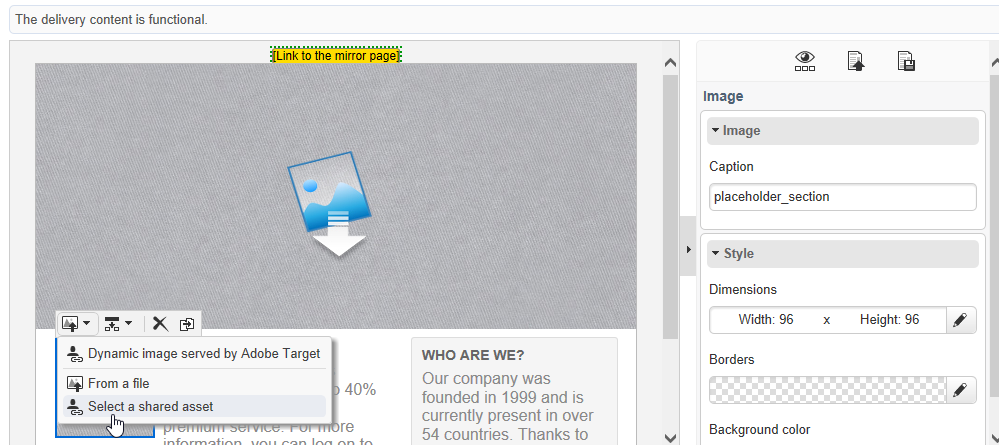 The delivery content is functional.
[Link to the mirror page]
Dynamic image served by Adobe Target
From a file
Select a shared asset
40%
premium service. For more
information, you can log on to
WHO ARE WE?
Our company was
founded in 1999 and is
currently present in over
54 countries. Thanks to
Image
Image
Caption
placeholder_section
Style
Dimensions
Width: 96 x Height: 96
Borders
Background color